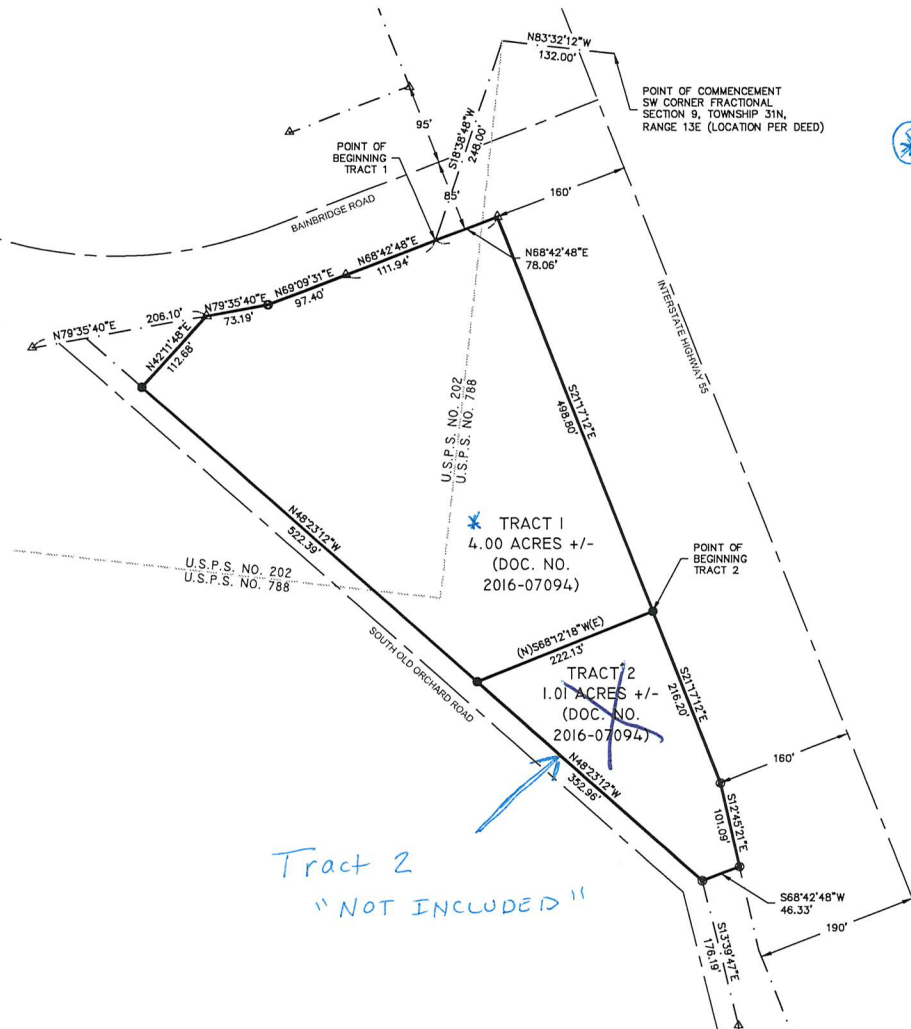 N83°32'12"W
132.00'
POINT OF COMMENCEMENT
SW CORNER FRACTIONAL
SECTION 9, TOWNSHIP 31N,
RANGE 13E (LOCATION PER DEED)
95'
S18°38'48"W
248.00'
POINT OF
BEGINNING
TRACT 1
85'
160'
BAINBRIDGE ROAD
N68°42'48"E
111.94'
N68°42'48"E
78.06'
N69°09'31"E
97.40'
N79°35'40"E
73.19'
N79°35'40"E
206.10'
N42°11'48"E
112.68'
INTERSTATE HIGHWAY 55
U.S.P.S. NO. 202
U.S.P.S. NO. 788
S21°17'12"E
498.80'
N48°23'12"W
522.39'
* TRACT 1
4.00 ACRES +/-
(DOC. NO.
2016-07094)
POINT OF
BEGINNING
TRACT 2
U.S.P.S. NO. 202
U.S.P.S. NO. 788
(N)S68°12'18"W(E)
222.13'
SOUTH OLD ORCHARD ROAD
TRACT 2
1.01 ACRES +/-
(DOC. NO.
2016-07094)
S21°17'12"E
216.20'
N48°23'12"W
352.96'
160'
S12°45'21"E
101.09'
Tract 2
"NOT INCLUDED"
S68°42'48"W
46.33'
190'
S13°39'47"E
176.19'